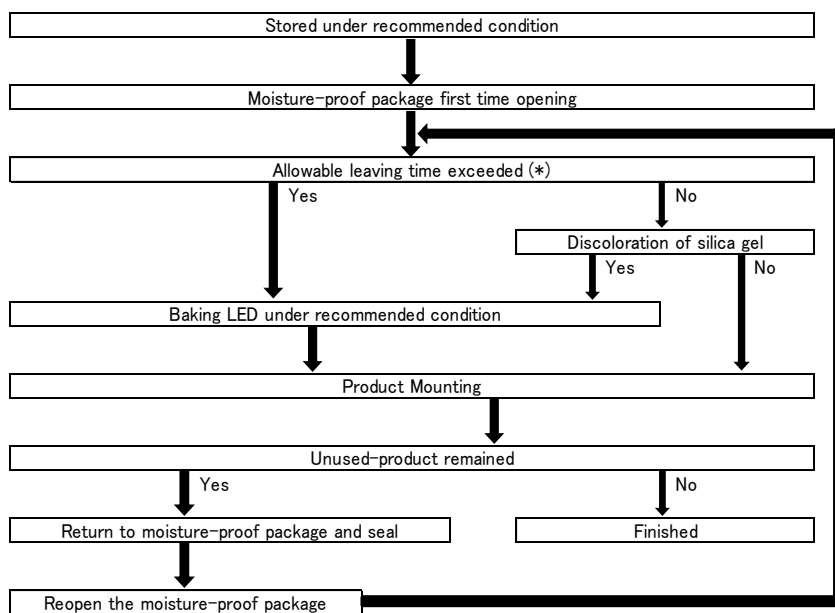 Stored under recommended condition
Moisture-proof package first time opening
Allowable leaving time exceeded (*)
Yes
No
Discoloration of silica gel
Yes
No
Baking LED under recommended condition
Product Mounting
Unused-product remained
Yes
No
Return to moisture-proof package and seal
Finished
Reopen the moisture-proof package